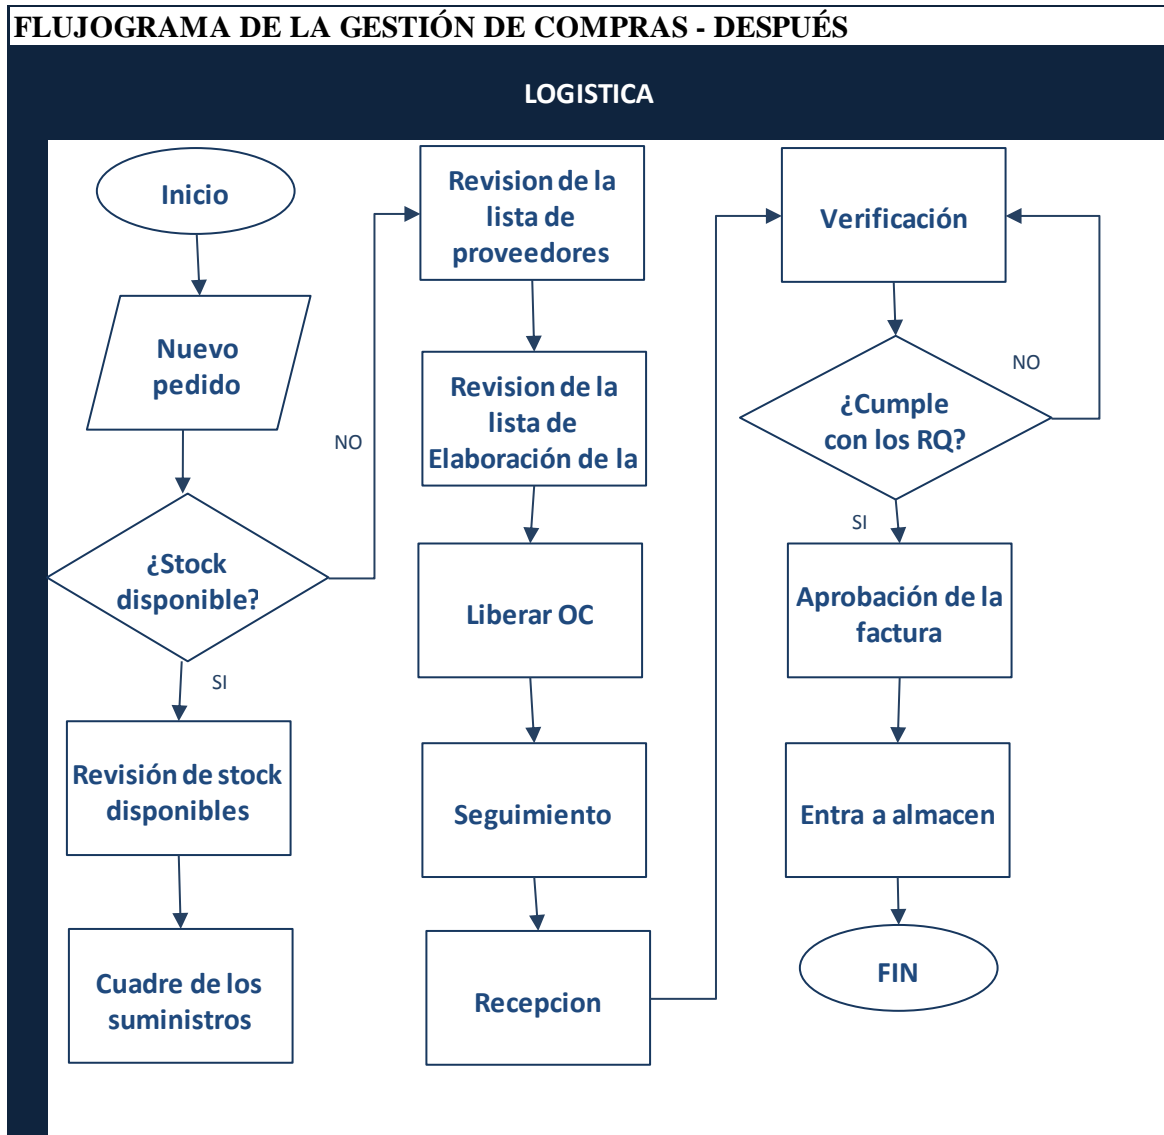 FLUJOGRAMA DE LA GESTIÓN DE COMPRAS - DESPUÉS
LOGISTICA
Inicio
Nuevo
pedido
¿Stock
disponible?
NO
SI
Revisión de stock
disponibles
Cuadre de los
suministros
Revision de la
lista de
proveedores
Revision de la
lista de
Elaboración de la
Liberar OC
Seguimiento
Recepcion
Verificación
¿Cumple
con los RQ?
NO
SI
Aprobación de la
factura
Entra a almacen
FIN